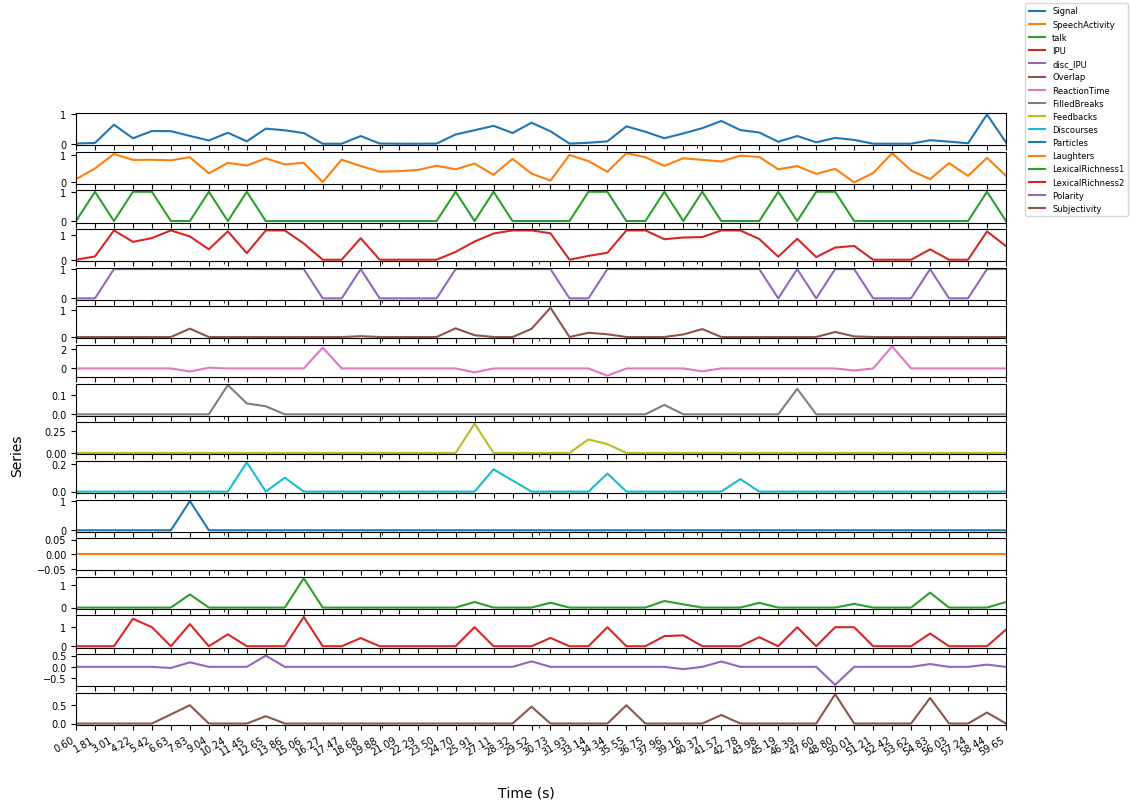 Signal
SpeechActivity
talk
IPU
disc_IPU
Overlap
ReactionTime
FilledBreaks
Feedbacks
Discourses
Particles
Laughters
LexicalRichness1
LexicalRichness2
Polarity
Subjectivity
1
0
1
0
1
0
1
0
1
0
1
0
2
0
0.1
0.0
0.25
0.00
0.2
0.0
1
0
0.05
0.00
−0.05
1
0
1
0
0.5
0.0
−0.5
0.5
0.0
Series
0.60 1.81 3.01 4.22 5.42 6.63 7.83 9.04 10.24 11.45 12.65 13.86 15.06 16.27 17.47 18.68 19.88 21.09 22.29 23.50 24.70 25.91 27.11 28.32 29.52 30.73 31.93 33.14 34.34 35.55 36.75 37.96 39.16 40.37 41.57 42.78 43.98 45.19 46.39 47.60 48.80 50.01 51.21 52.42 53.62 54.83 56.03 57.24 58.44 59.65
Time (s)